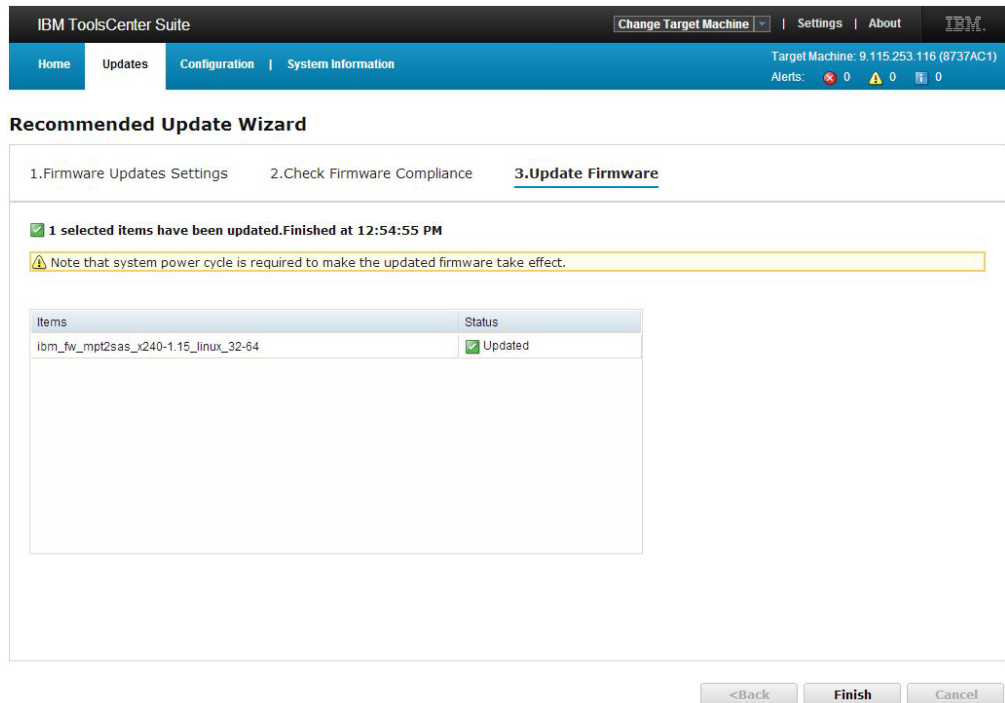 IBM ToolsCenter Suite
Change Target Machine | Settings | About IBM.
Home Updates Configuration | System Information
Target Machine: 9.115.253.116 (8737AC1)
Alerts: 0 0 0
Recommended Update Wizard
1.Firmware Updates Settings 2.Check Firmware Compliance 3.Update Firmware
1 selected items have been updated.Finished at 12:54:55 PM
Note that system power cycle is required to make the updated firmware take effect.
Items Status
ibm_fw_mpt2sas_x240-1.15_linux_32-64 Updated
<Back Finish Cancel